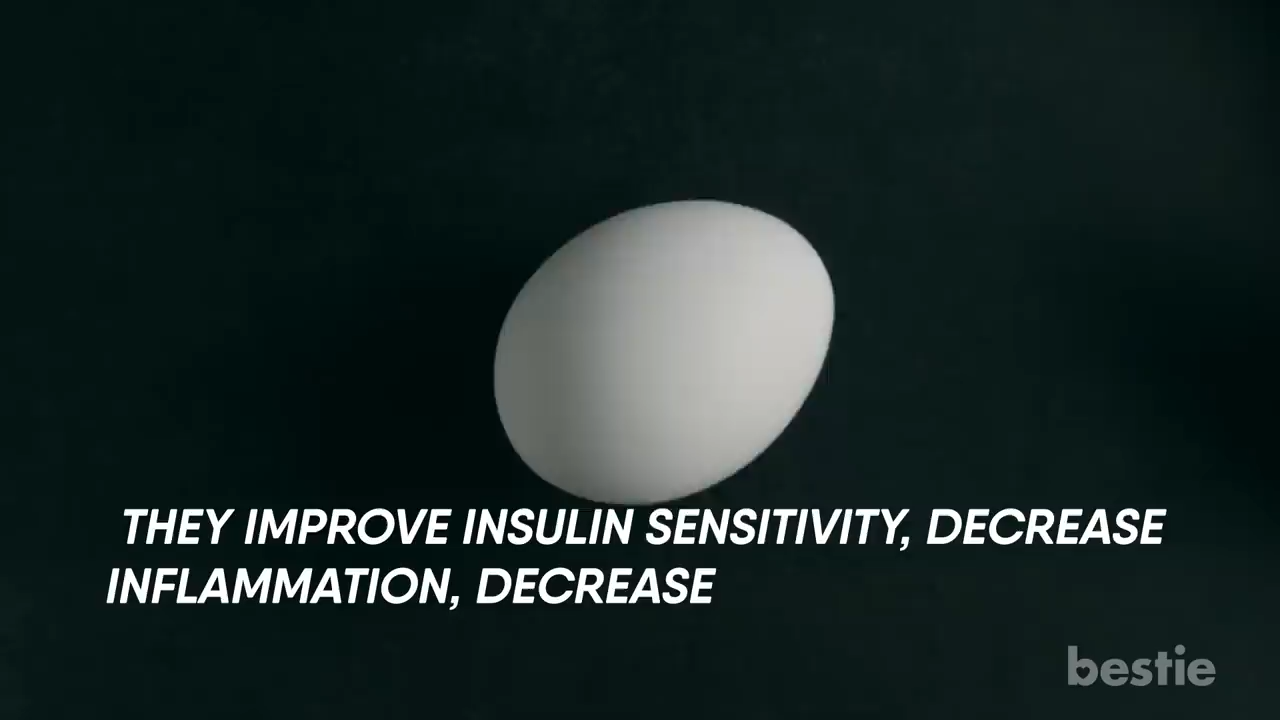 THEY IMPROVE INSULIN SENSITIVITY, DECREASE
INFLAMMATION, DECREASE
bestie